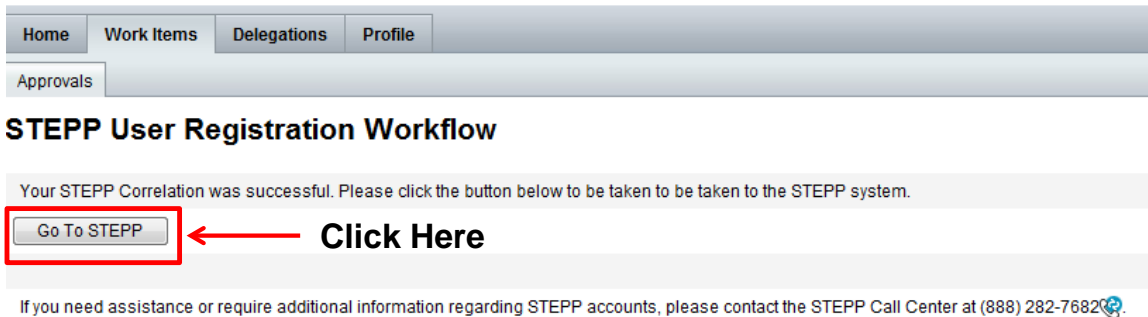 Home Work Items Delegations Profile
Approvals
STEPP User Registration Workflow
Your STEPP Correlation was successful. Please click the button below to be taken to be taken to the STEPP system.
Go To STEPP Click Here
If you need assistance or require additional information regarding STEPP accounts, please contact the STEPP Call Center at (888) 282-7682.